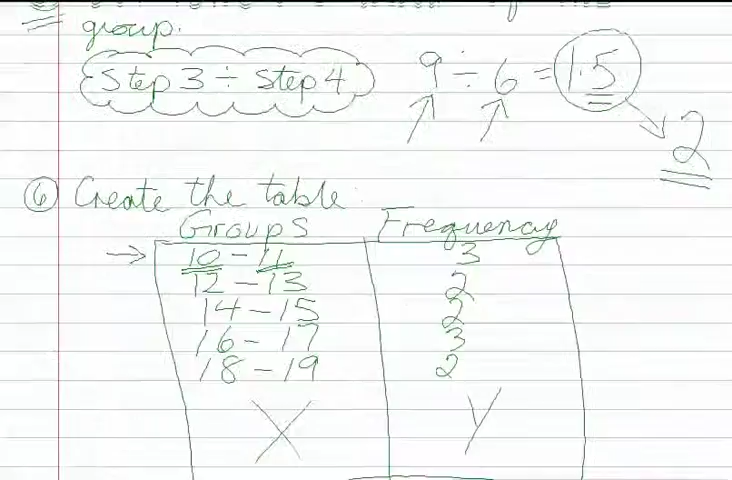 group.
Step 3 ÷ Step 4 9 ÷ 6 = 1.5
2
⑥ Create the table
Groups Frequency
10 - 11 3
12 - 13 2
14 - 15 2
16 - 17 3
18 - 19 2
X Y